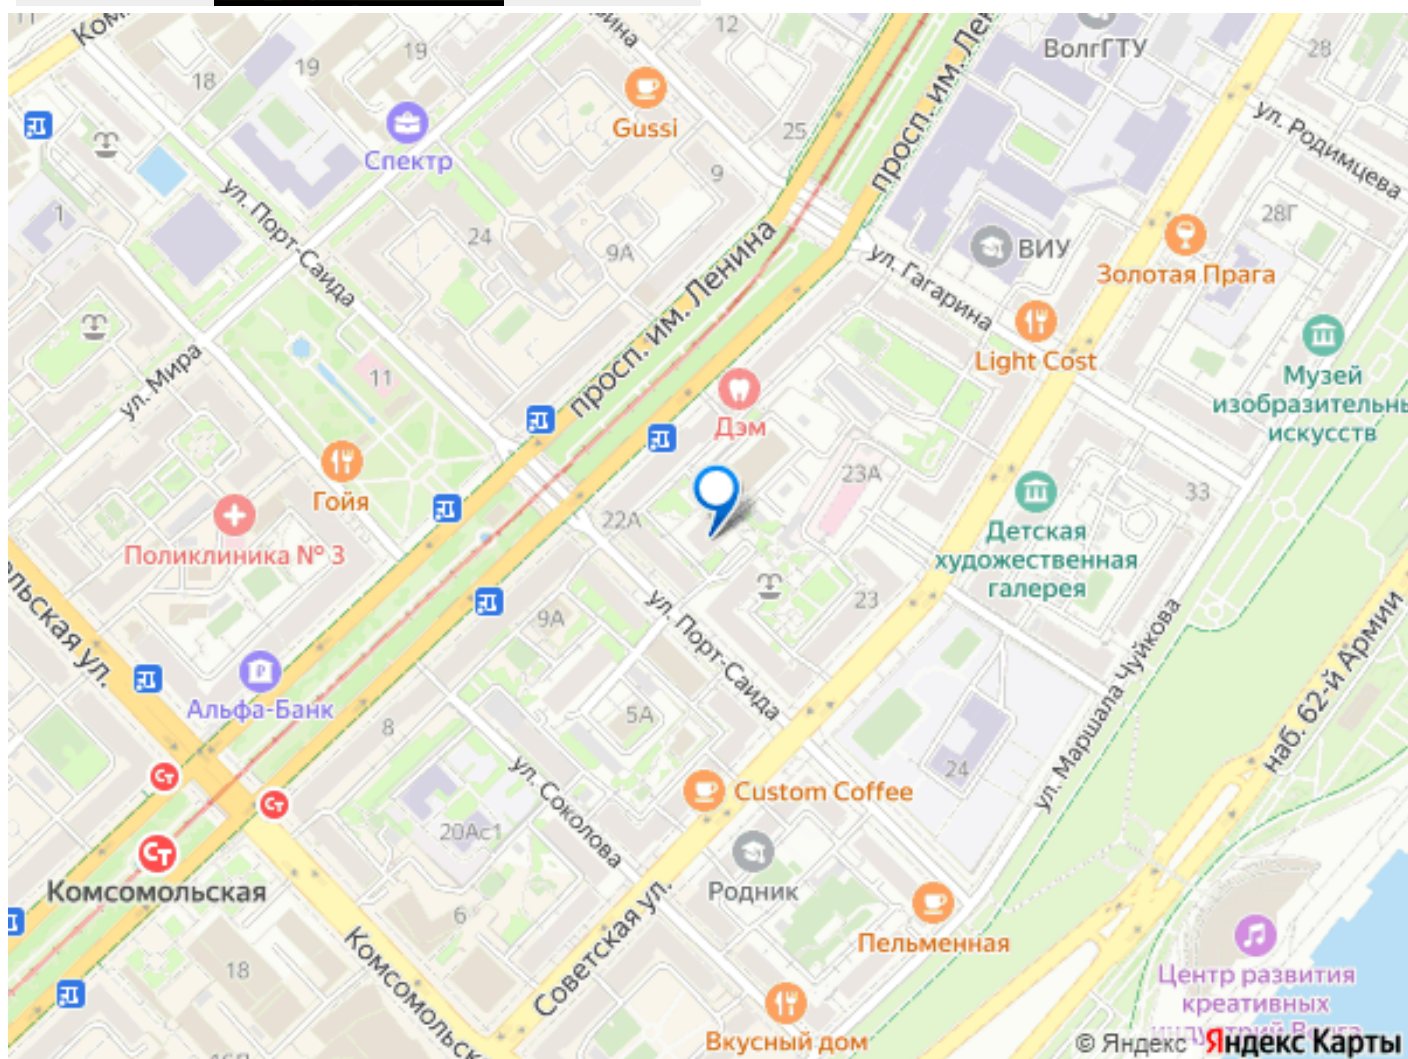 12
19
ВолгГТУ
28
19
18
просп. им. Ленина
Gussi
25
ул. Родимцева
Спектр
9
1
ул. Порт-Саида
28Г
24
9А
ул. Гагарина
ВИУ
Золотая Прага
просп. им. Ленина
Light Cost
ул. Мира
11
Музей
изобразительны
искусств
Дэм
23А
Гойя
33
22А
Детская
художественная
галерея
Поликлиника № 3
23
9А
ул. Порт-Саида
ул. Маршала Чуйкова
наб. 62-й Армии
льская ул.
Альфа-Банк
5А
8
24
ул. Соколова
Custom Coffee
20Ас1
Комсомольская
Родник
6
Советская ул.
Пельменная
Комсомольск
18
Центр развития
креативных
Вкусный дом
© Яндекс Яндекс Карты